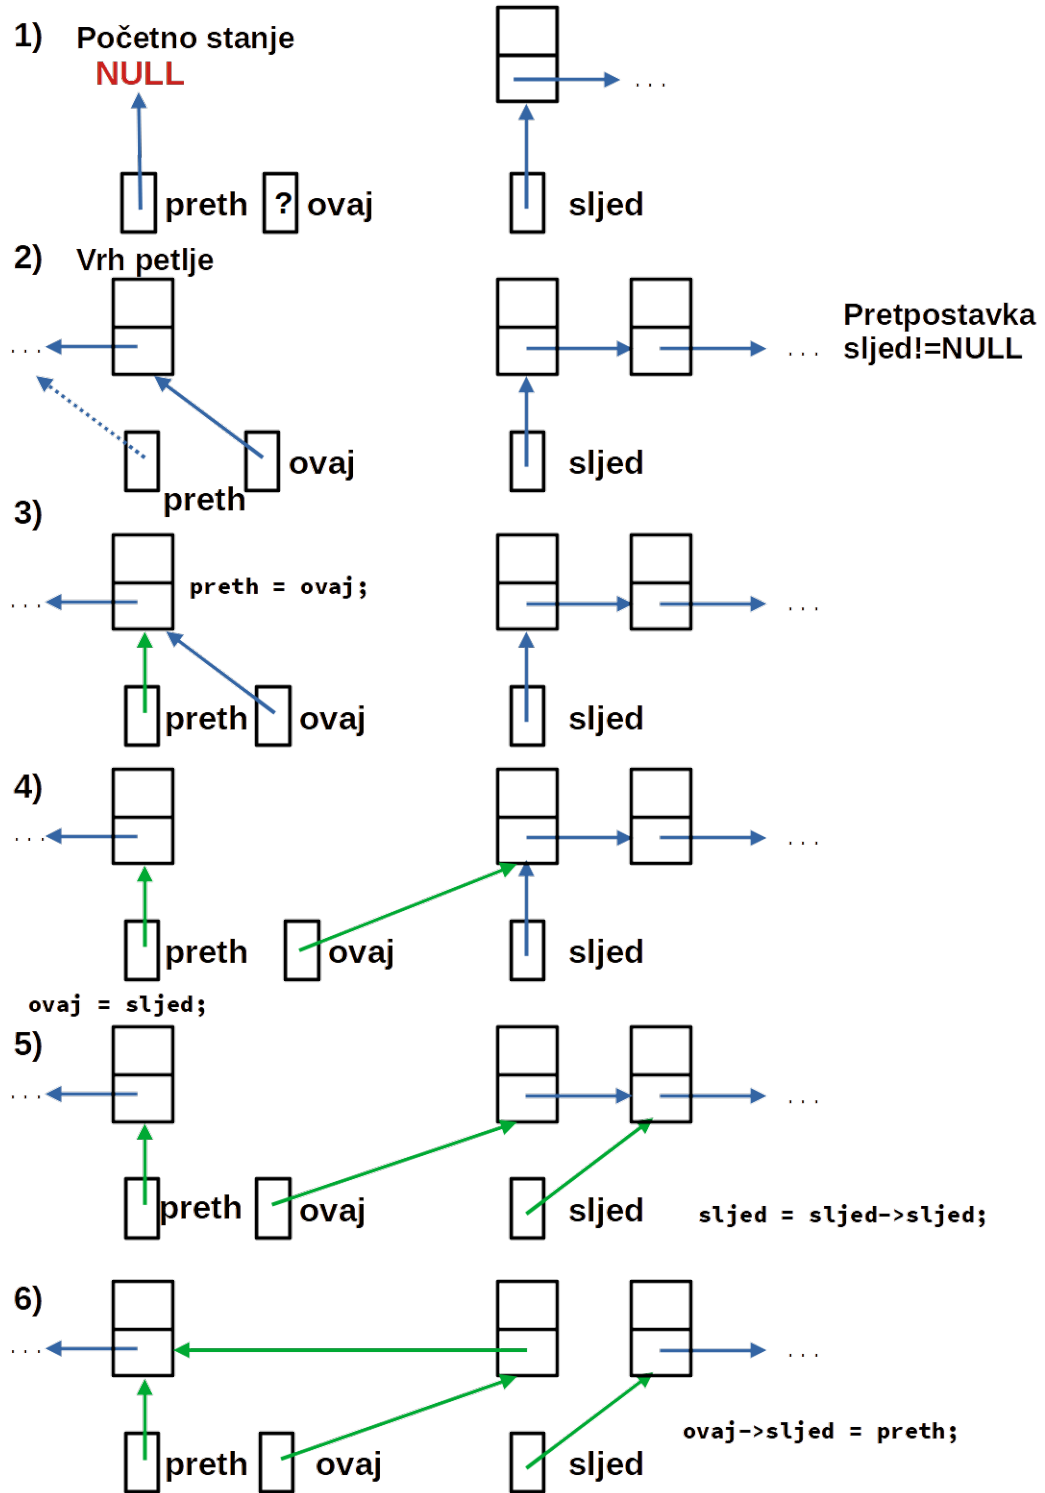 1) Početno stanje
NULL
...
preth ? ovaj sljed
2) Vrh petlje
Pretpostavka
... ... sljed!=NULL
ovaj sljed
preth
3)
preth = ovaj;
... ...
preth ovaj sljed
4)
... ...
preth ovaj sljed
ovaj = sljed;
5)
... ...
preth ovaj sljed sljed = sljed->sljed;
6)
... ...
ovaj->sljed = preth;
preth ovaj sljed